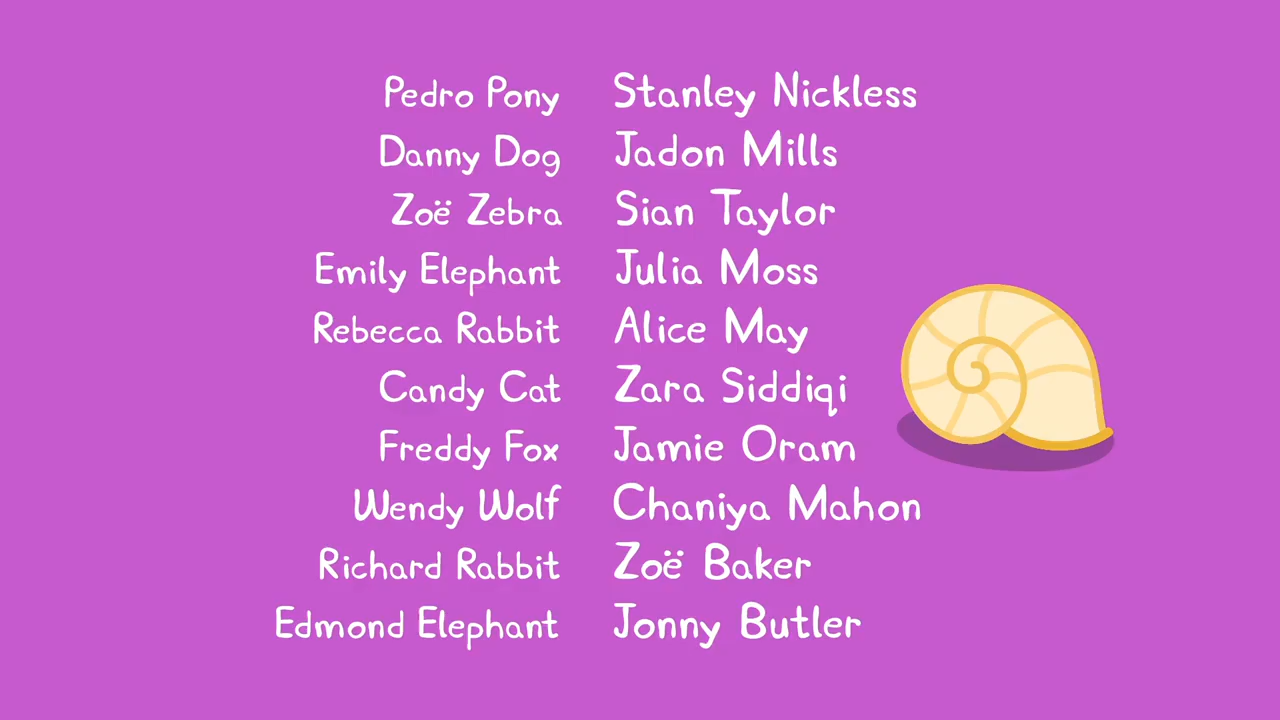 Pedro Pony Stanley Nickless
Danny Dog Jadon Mills
Zoë Zebra Sian Taylor
Emily Elephant Julia Moss
Rebecca Rabbit Alice May
Candy Cat Zara Siddiqi
Freddy Fox Jamie Oram
Wendy Wolf Chaniya Mahon
Richard Rabbit Zoë Baker
Edmond Elephant Jonny Butler